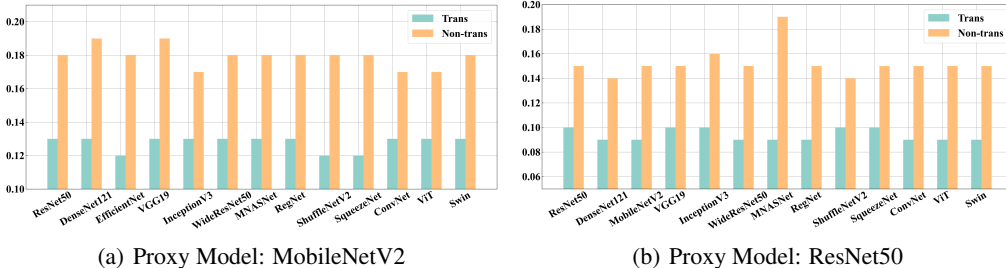 0.20
0.18
0.16
0.14
0.12
0.10
Trans
Non-trans
ResNet50
DenseNet121
EfficientNet
VGG19
InceptionV3
WideResNet50
MNASNet
RegNet
ShuffleNetV2
SqueezeNet
ConvNet
ViT
Swin
(a) Proxy Model: MobileNetV2
0.20
0.18
0.16
0.14
0.12
0.10
0.08
0.06
Trans
Non-trans
ResNet50
DenseNet121
MobileNetV2
VGG19
InceptionV3
WideResNet50
MNASNet
RegNet
ShuffleNetV2
SqueezeNet
ConvNet
ViT
Swin
(b) Proxy Model: ResNet50